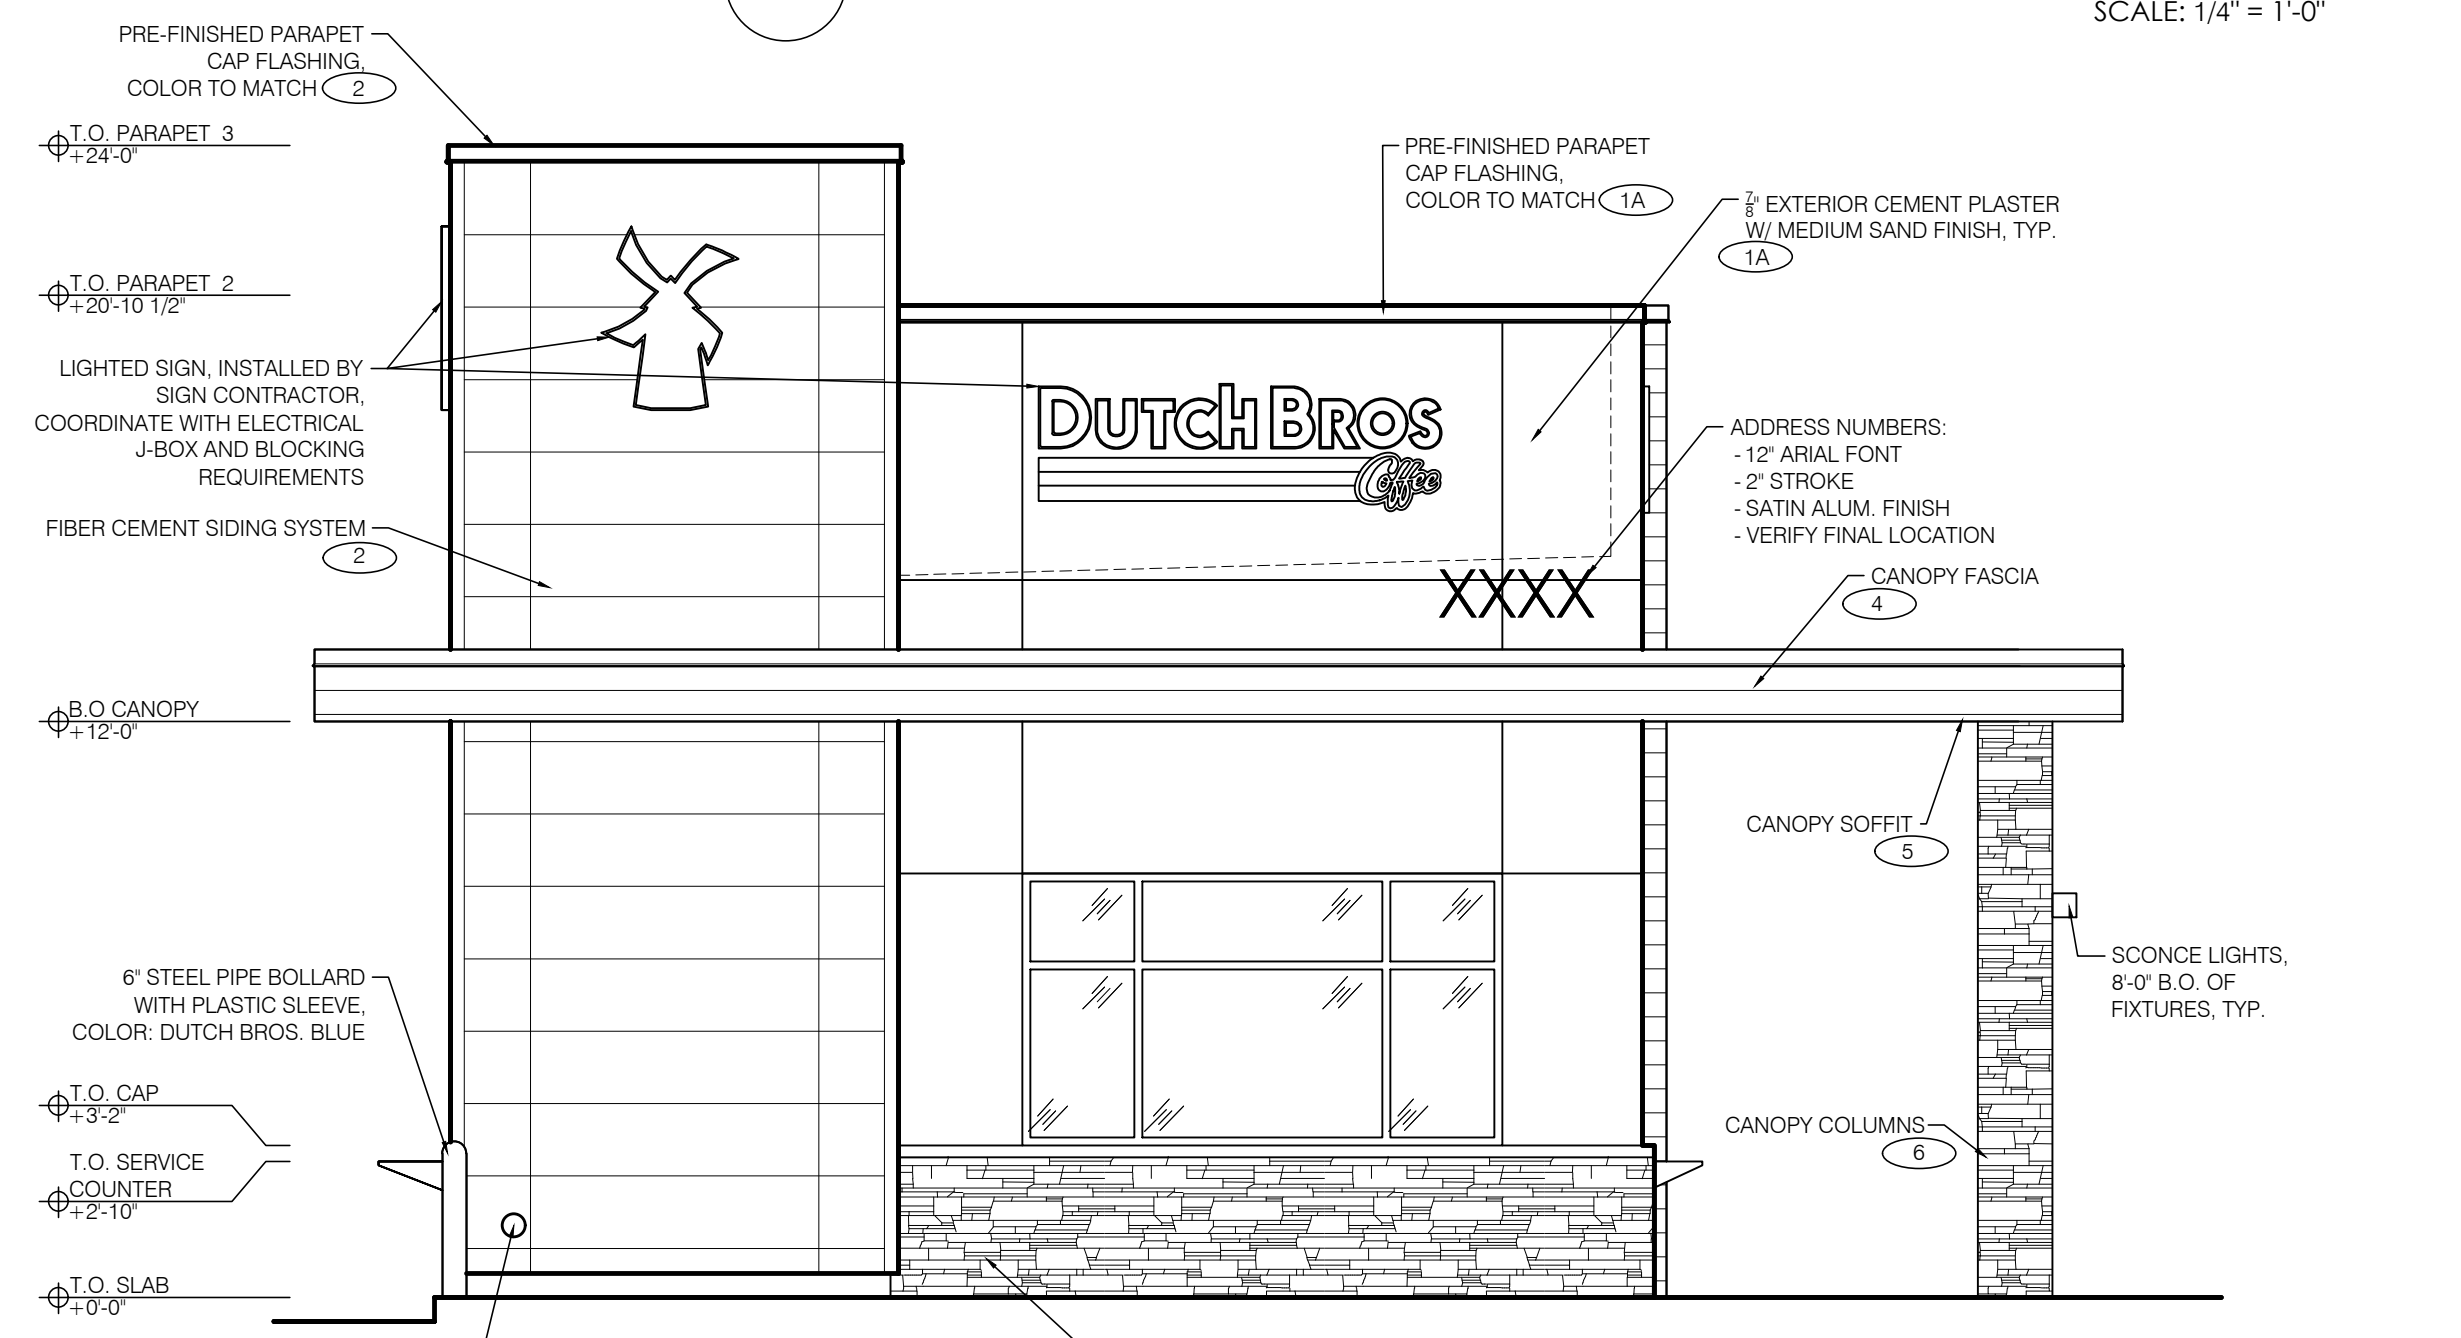 SCALE: 1/4" = 1'-0"
PRE-FINISHED PARAPET
CAP FLASHING,
COLOR TO MATCH 2
T.O. PARAPET 3
+24'-0"
T.O. PARAPET 2
+20'-10 1/2"
LIGHTED SIGN, INSTALLED BY
SIGN CONTRACTOR,
COORDINATE WITH ELECTRICAL
J-BOX AND BLOCKING
REQUIREMENTS
FIBER CEMENT SIDING SYSTEM
2
B.O CANOPY
+12'-0"
6" STEEL PIPE BOLLARD
WITH PLASTIC SLEEVE,
COLOR: DUTCH BROS. BLUE
T.O. CAP
+3'-2"
T.O. SERVICE
COUNTER
+2'-10"
T.O. SLAB
+0'-0"
DUTCH BROS
Coffee
XXXX
PRE-FINISHED PARAPET
CAP FLASHING,
COLOR TO MATCH 1A
7/8" EXTERIOR CEMENT PLASTER
W/ MEDIUM SAND FINISH, TYP.
1A
ADDRESS NUMBERS:
- 12" ARIAL FONT
- 2" STROKE
- SATIN ALUM. FINISH
- VERIFY FINAL LOCATION
CANOPY FASCIA
4
CANOPY SOFFIT
5
SCONCE LIGHTS,
8'-0" B.O. OF
FIXTURES, TYP.
CANOPY COLUMNS
6